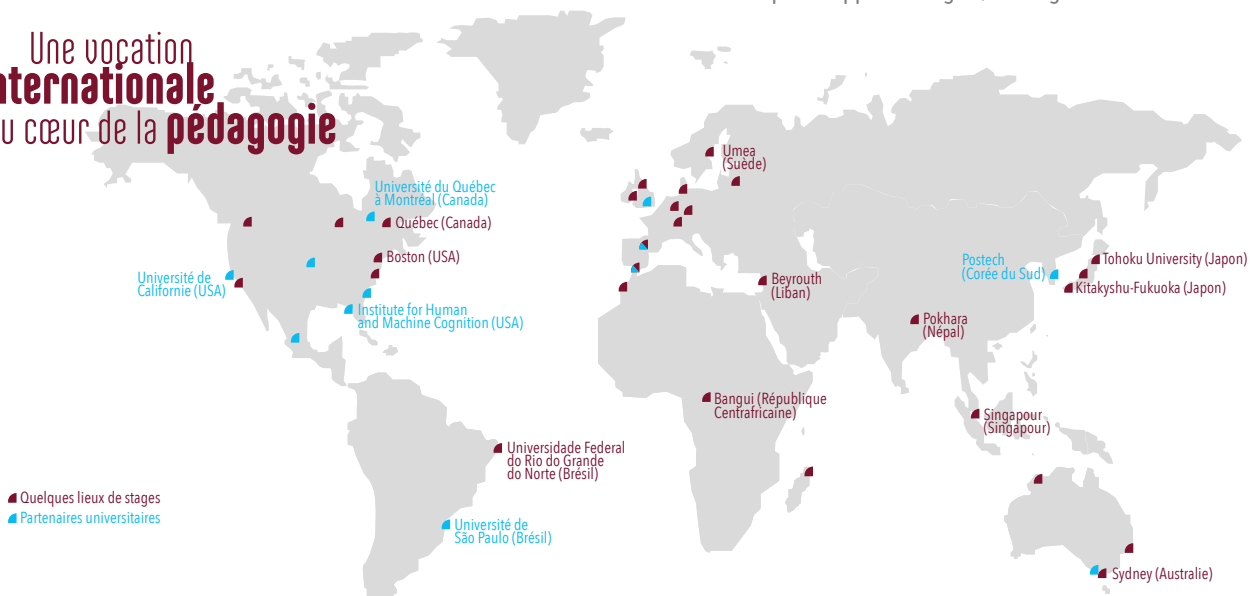 Une vocation
nternationale
u cœur de la pédagogie
Umea
(Suède)
Université du Québec
à Montréal (Canada)
Québec (Canada)
Boston (USA)
Université de
Californie (USA)
Institute for Human
and Machine Cognition (USA)
Beyrouth
(Liban)
Postech
(Corée du Sud)
Tohoku University (Japon)
Kitakyshu-Fukuoka (Japon)
Pokhara
(Népal)
Bangui (République
Centrafricaine)
Singapour
(Singapour)
Universidade Federal
do Rio do Grande
do Norte (Brésil)
Quelques lieux de stages
Partenaires universitaires
Université de
São Paulo (Brésil)
Sydney (Australie)